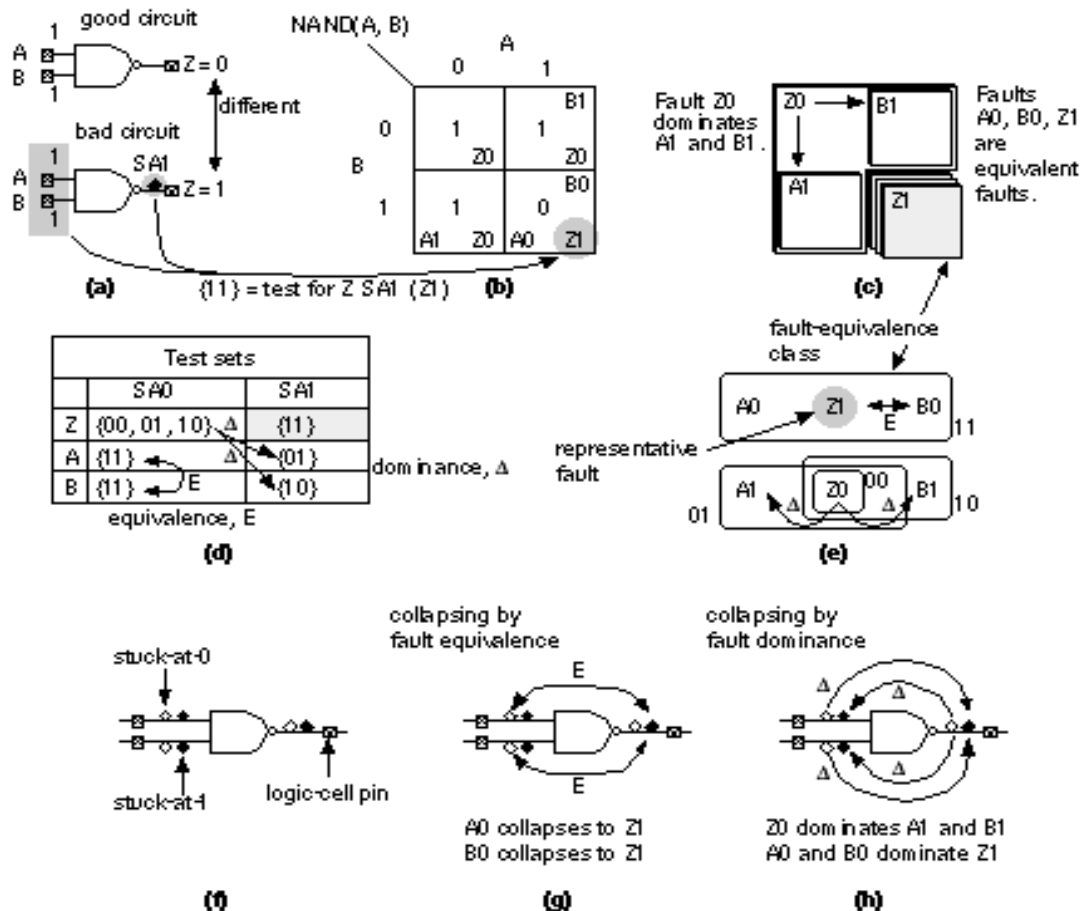 good circuit
1
A
B
1
Z = 0
different
bad circuit
1
SA1
A
B
1
Z = 1
(a)
{11} = test for Z SA1 (Z1)
NAND(A, B)
A
0 1
B
0
1
B1
1 1
Z0 Z0
B0
1 0
A1 Z0 A0 Z1
(b)
Fault Z0
dominates
A1 and B1.
Z0
B1
A1
Z1
Faults
A0, B0, Z1
are
equivalent
faults.
(c)
fault-equivalence
class
Test sets
SA0 SA1
Z {00, 01, 10} Δ {11}
A {11} Δ {01}
B {11} E {10}
dominance, Δ
equivalence, E
(d)
A0 Z1 B0
E
11
representative
fault
A1 Z0 00 B1
Δ Δ
01
10
(e)
stuck-at-0
stuck-at-1
logic-cell pin
(f)
collapsing by
fault equivalence
E
E
A0 collapses to Z1
B0 collapses to Z1
(g)
collapsing by
fault dominance
Δ Δ
Δ Δ
Z0 dominates A1 and B1
A0 and B0 dominate Z1
(h)